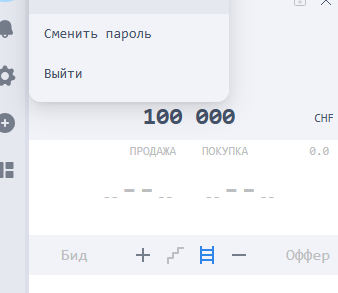 Сменить пароль
Выйти
100 000 CHF
ПРОДАЖА ПОКУПКА 0.0
-- -- -- -- -- --
Бид Оффер